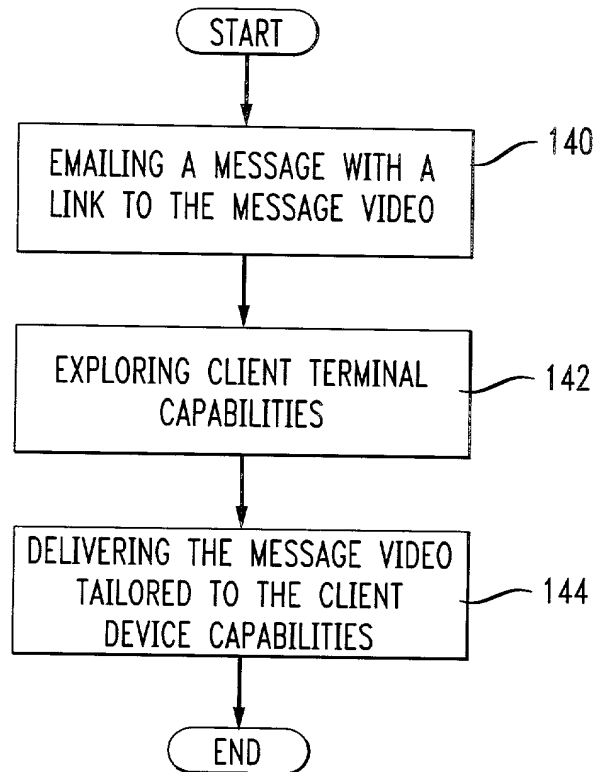 START
EMAILING A MESSAGE WITH A
LINK TO THE MESSAGE VIDEO
140
EXPLORING CLIENT TERMINAL
CAPABILITIES
142
DELIVERING THE MESSAGE VIDEO
TAILORED TO THE CLIENT
DEVICE CAPABILITIES
144
END